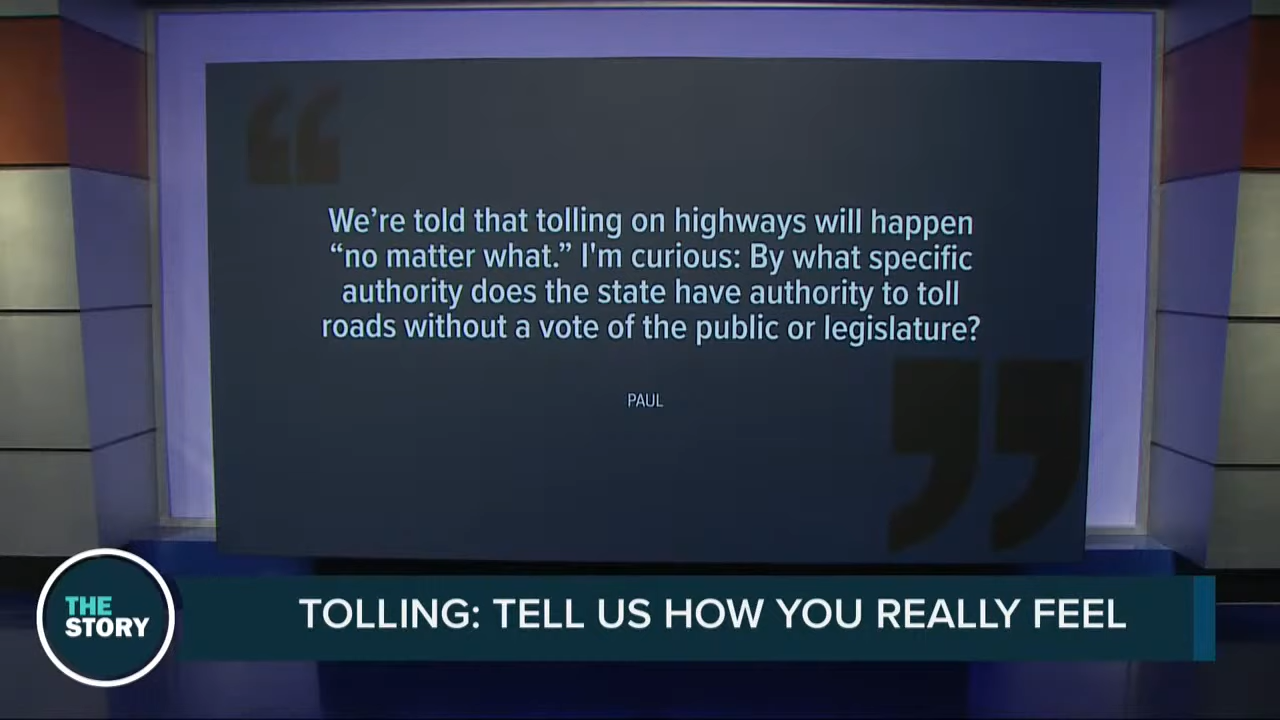 We’re told that tolling on highways will happen
“no matter what.” I'm curious: By what specific
authority does the state have authority to toll
roads without a vote of the public or legislature?
PAUL
THE
STORY
TOLLING: TELL US HOW YOU REALLY FEEL